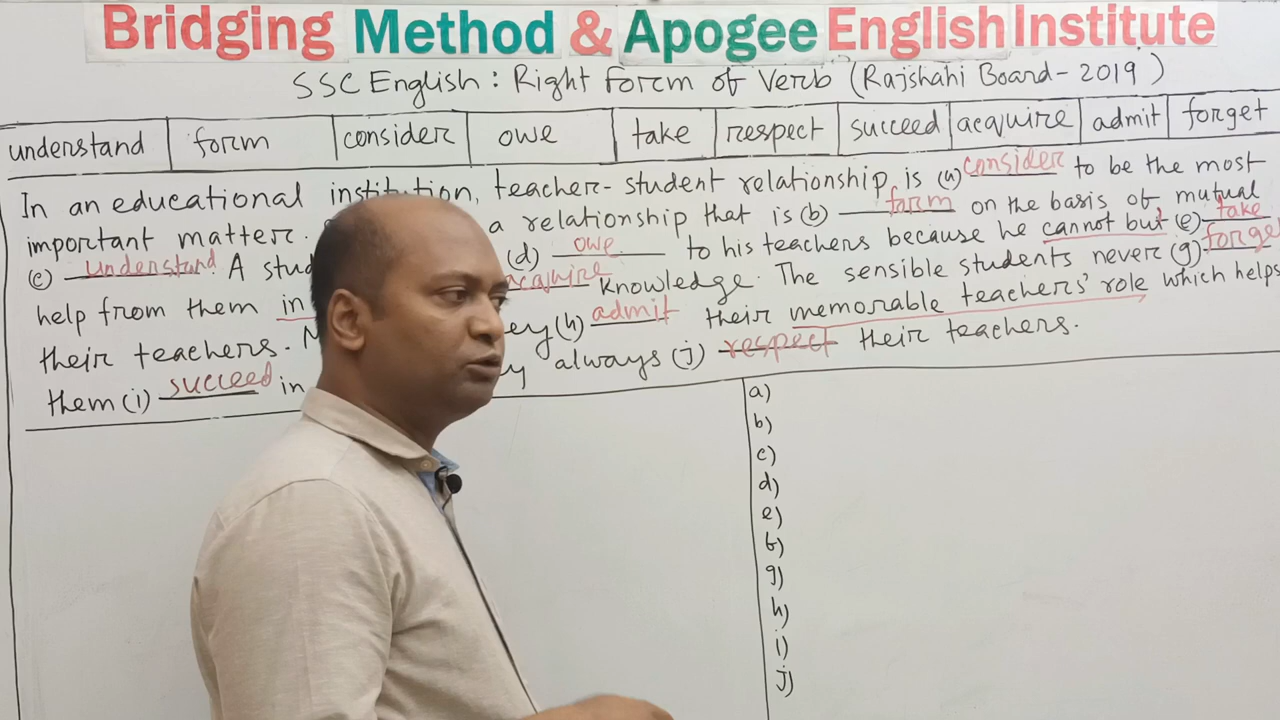 Bridging Method & Apogee English Institute
SSC English: Right Form of Verb (Rajshahi Board-2019)
understand form consider owe take respect succeed acquire admit forget
In an educational institution, teacher-student relationship is (a) consider to be the most
important matter. a relationship that is (b) form on the basis of mutual
(c) understand A (d) owe to his teachers because he cannot but (e) take
help from them in acquire knowledge. The sensible students never (g) forget
their teachers. (h) admit their memorable teachers' role which helps
them (i) succeed in always (j) respect their teachers.
a)
b)
c)
d)
e)
f)
g)
h)
i)
j)